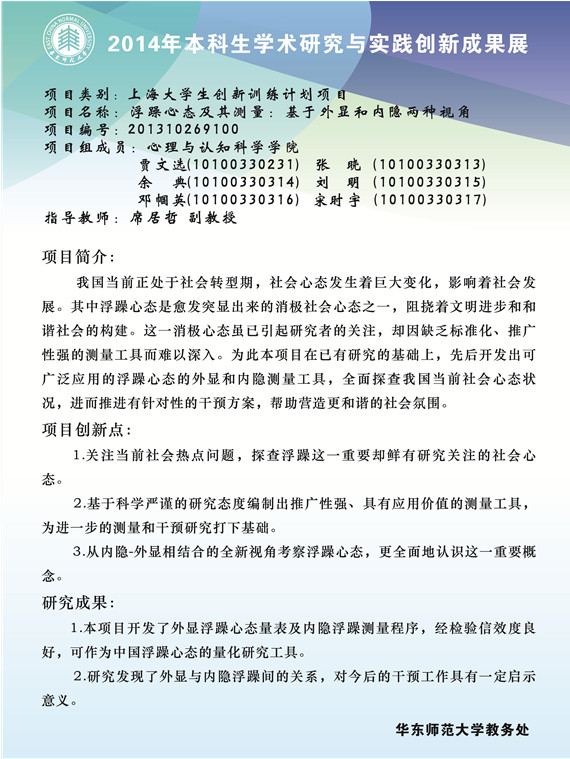 EAST CHINA NORMAL UNIVERSITY
2014年本科生学术研究与实践创新成果展
项目类别：上海大学生创新训练计划项目
项目名称：浮躁心态及其测量：基于外显和内隐两种视角
项目编号：201310269100
项目组成员：心理与认知科学学院
贾文选(10100330231) 张 晓 (10100330313)
余 典(10100330314) 刘 明 (10100330315)
邓帼英(10100330316) 宋时宇 (10100330317)
指导教师：席居哲 副教授
项目简介：
我国当前正处于社会转型期，社会心态发生着巨大变化，影响着社会发
展。其中浮躁心态是愈发突显出来的消极社会心态之一，阻挠着文明进步和和
谐社会的构建。这一消极心态虽已引起研究者的关注，却因缺乏标准化、推广
性强的测量工具而难以深入。为此本项目在已有研究的基础上，先后开发出可
广泛应用的浮躁心态的外显和内隐测量工具，全面探查我国当前社会心态状
况，进而推进有针对性的干预方案，帮助营造更和谐的社会氛围。
项目创新点：
1.关注当前社会热点问题，探查浮躁这一重要却鲜有研究关注的社会心
态。
2.基于科学严谨的研究态度编制出推广性强、具有应用价值的测量工具，
为进一步的测量和干预研究打下基础。
3.从内隐-外显相结合的全新视角考察浮躁心态，更全面地认识这一重要概
念。
研究成果：
1.本项目开发了外显浮躁心态量表及内隐浮躁测量程序，经检验信效度良
好，可作为中国浮躁心态的量化研究工具。
2.研究发现了外显与内隐浮躁间的关系，对今后的干预工作具有一定启示
意义。
华东师范大学教务处